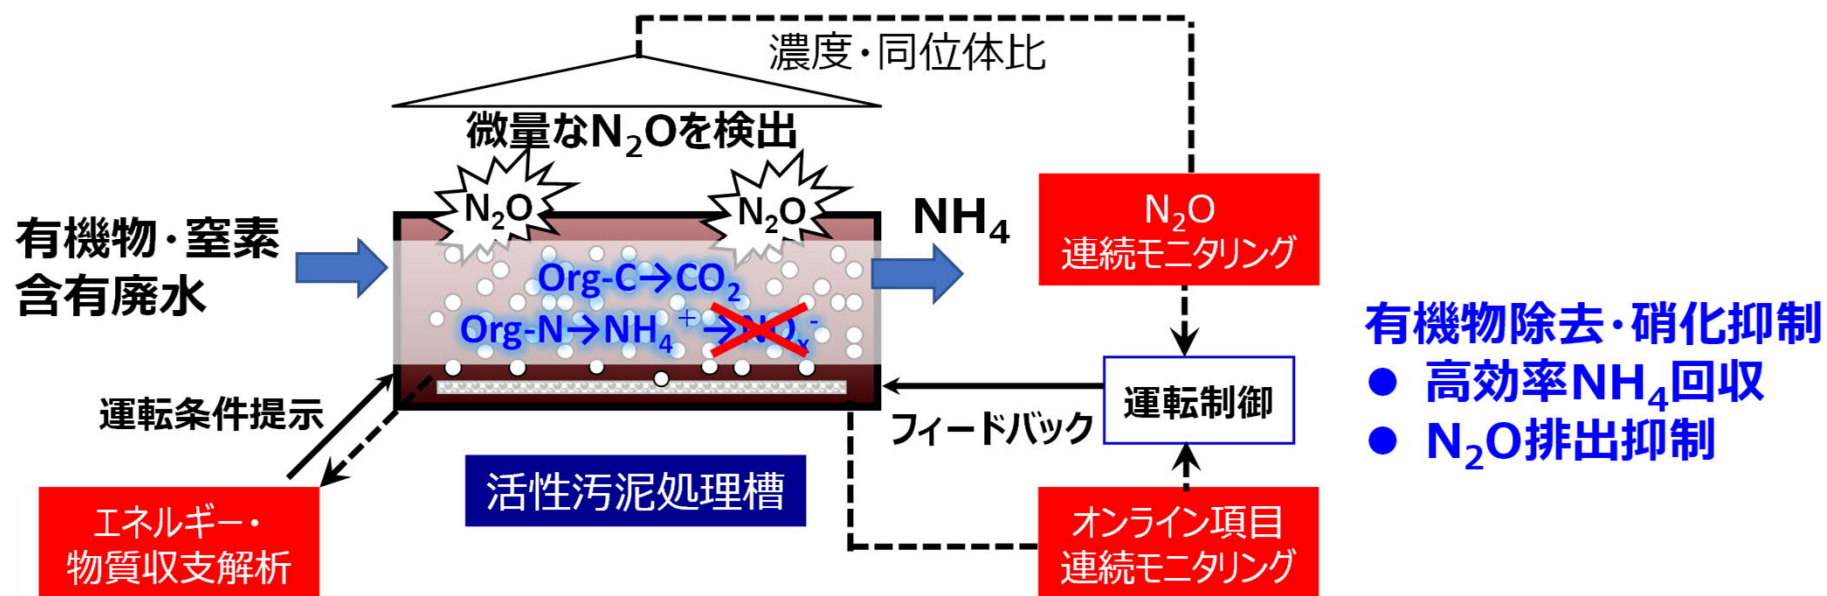 濃度・同位体比
微量なN₂Oを検出
N₂O
N₂O
有機物・窒素
含有廃水
NH₄
Org-C→CO₂
Org-N→NH₄⁺→NOₓ⁻
N₂O
連続モニタリング
運転条件提示
フィードバック
運転制御
有機物除去・硝化抑制
● 高効率NH₄回収
● N₂O排出抑制
活性汚泥処理槽
エネルギー・
物質収支解析
オンライン項目
連続モニタリング